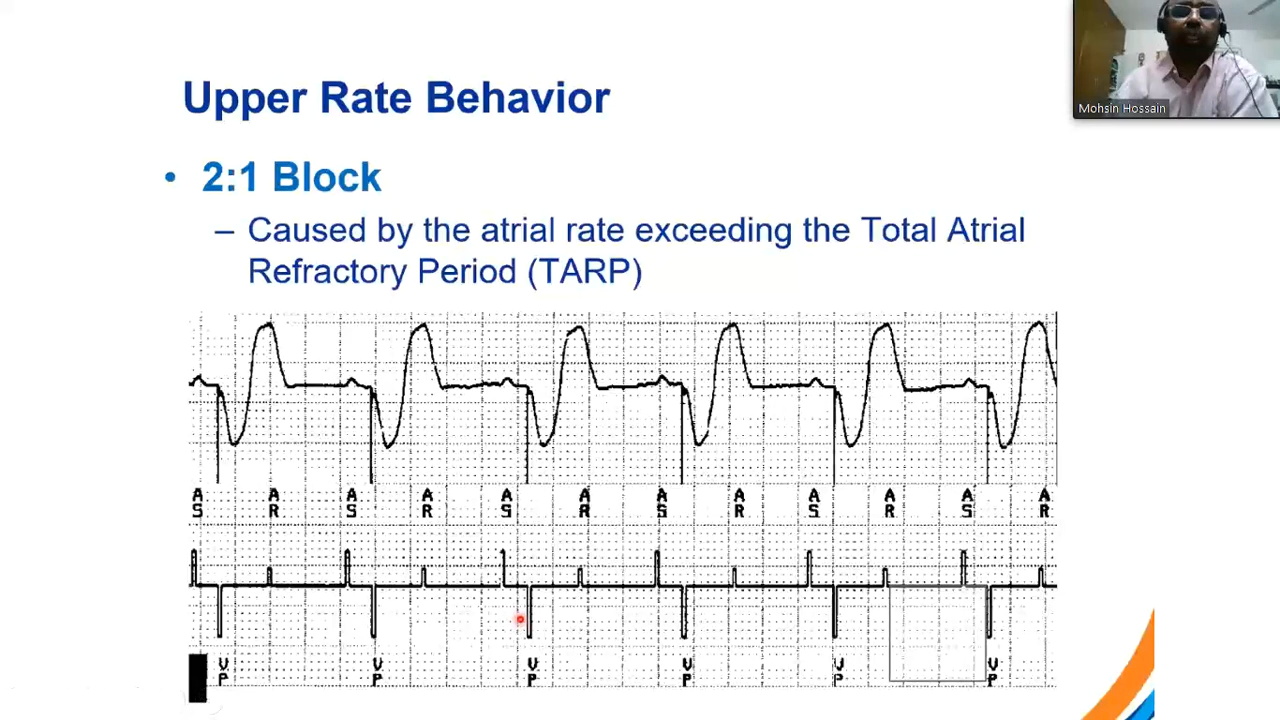 Mohsin Hossain
Upper Rate Behavior
• 2:1 Block
– Caused by the atrial rate exceeding the Total Atrial
Refractory Period (TARP)
A A A A A A A A A A A A
S R S R S R S R S R S R
V V V V V V
P P P P P P